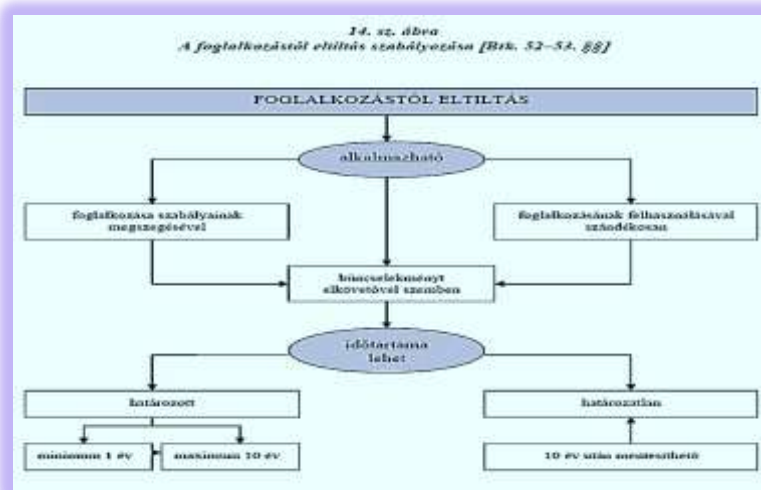 14. sz. ábra
A foglalkozástól eltiltás szabályozása [Btk. 52–53. §§]
FOGLALKOZÁSTÓL ELTILTÁS
alkalmazható
foglalkozása szabályainak
megszegésével
foglalkozásának felhasználásával
szándékosan
bűncselekményt
elkövetővel szemben
időtartama
lehet
határozott
határozatlan
minimum 1 év
maximum 10 év
10 év után mentesíthető